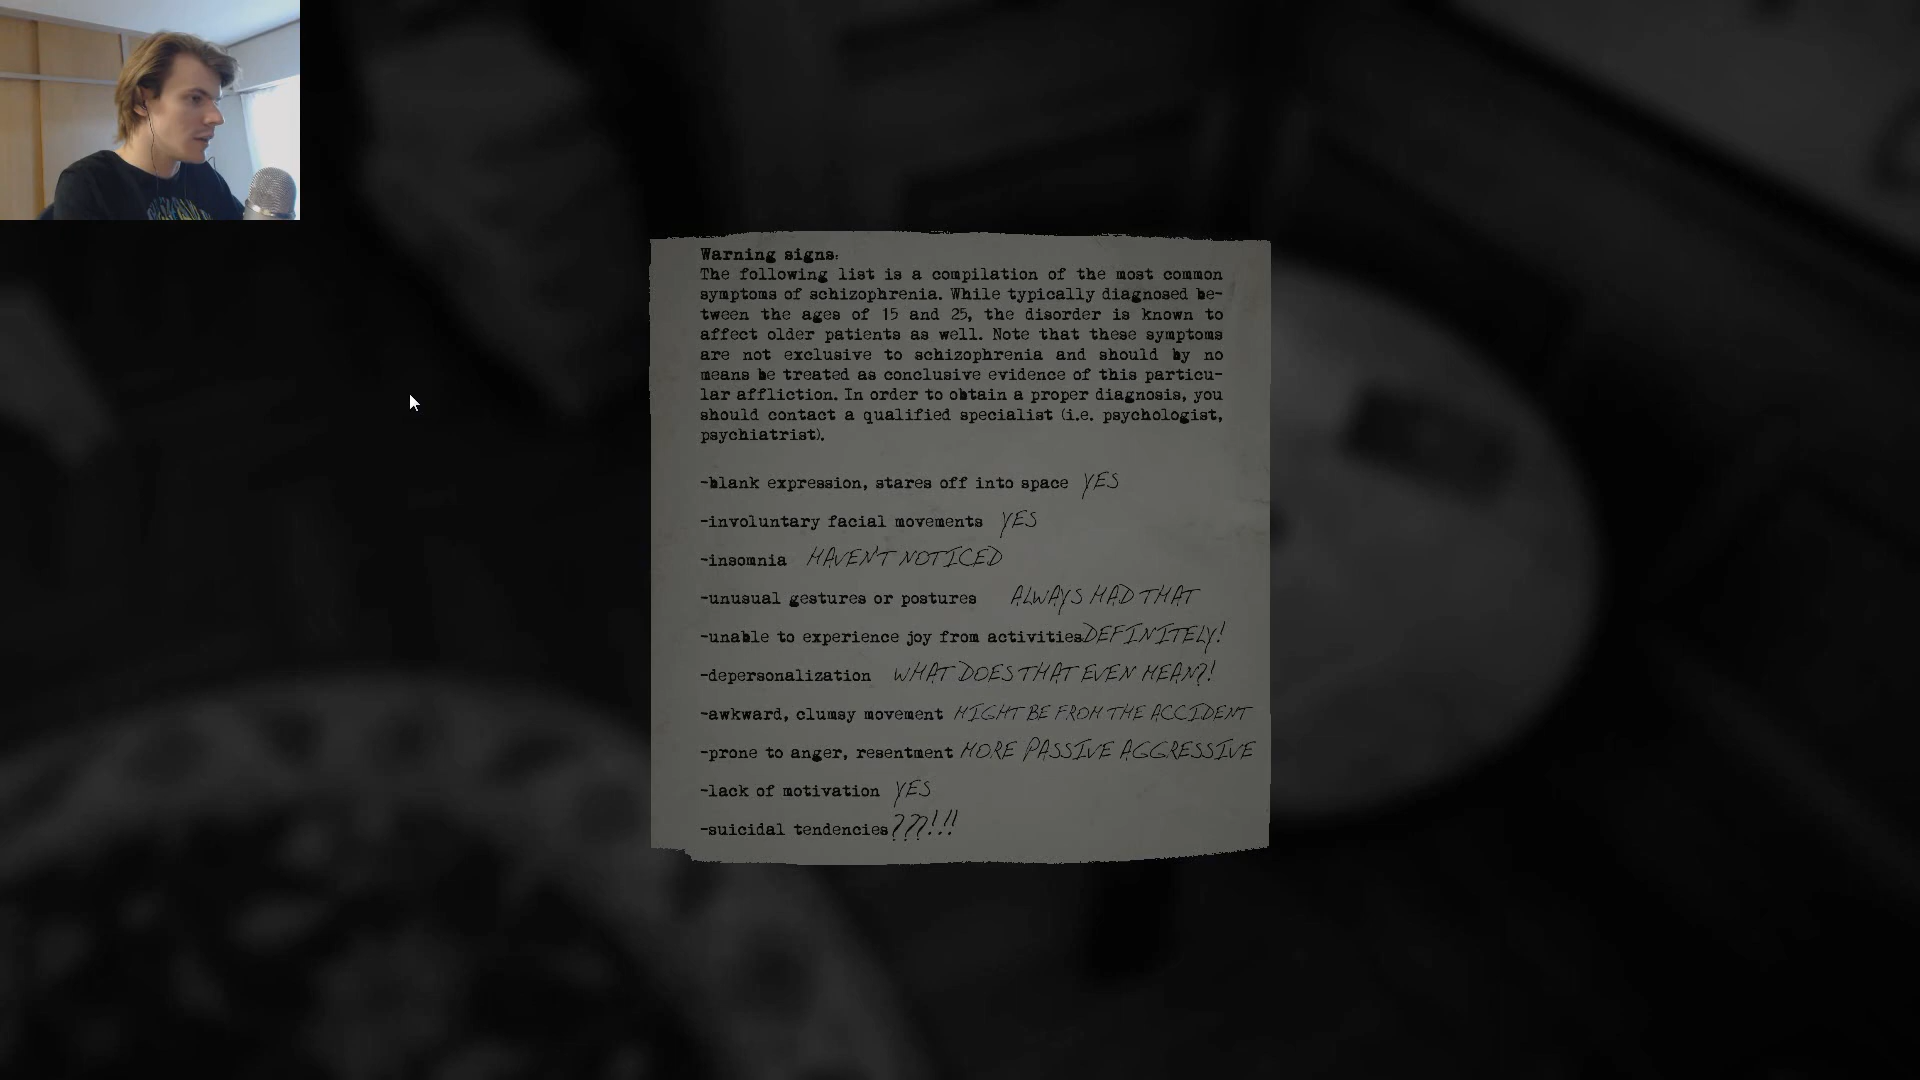 Warning signs:
The following list is a compilation of the most common
symptoms of schizophrenia. While typically diagnosed be-
tween the ages of 15 and 25, the disorder is known to
affect older patients as well. Note that these symptoms
are not exclusive to schizophrenia and should by no
means be treated as conclusive evidence of this particu-
lar affliction. In order to obtain a proper diagnosis, you
should contact a qualified specialist (i.e. psychologist,
psychiatrist).
-blank expression, stares off into space YES
-involuntary facial movements YES
-insomnia HAVEN'T NOTICED
-unusual gestures or postures ALWAYS HAD THAT
-unable to experience joy from activities DEFINITELY!
-depersonalization WHAT DOES THAT EVEN MEAN?!
-awkward, clumsy movement MIGHT BE FROM THE ACCIDENT
-prone to anger, resentment MORE PASSIVE AGGRESSIVE
-lack of motivation YES
-suicidal tendencies ???!!!